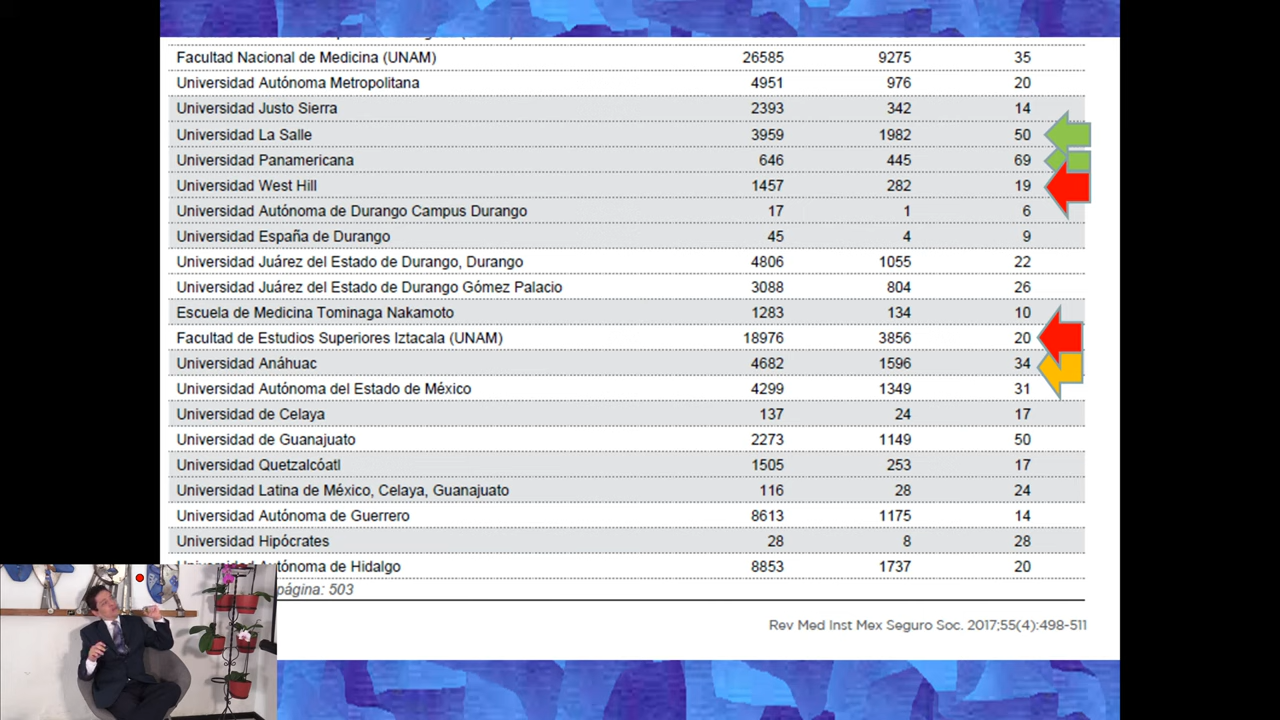 Facultad Nacional de Medicina (UNAM) 26585 9275 35
Universidad Autónoma Metropolitana 4951 976 20
Universidad Justo Sierra 2393 342 14
Universidad La Salle 3959 1982 50
Universidad Panamericana 646 445 69
Universidad West Hill 1457 282 19
Universidad Autónoma de Durango Campus Durango 17 1 6
Universidad España de Durango 45 4 9
Universidad Juárez del Estado de Durango, Durango 4806 1055 22
Universidad Juárez del Estado de Durango Gómez Palacio 3088 804 26
Escuela de Medicina Tominaga Nakamoto 1283 134 10
Facultad de Estudios Superiores Iztacala (UNAM) 18976 3856 20
Universidad Anáhuac 4682 1596 34
Universidad Autónoma del Estado de México 4299 1349 31
Universidad de Celaya 137 24 17
Universidad de Guanajuato 2273 1149 50
Universidad Quetzalcóatl 1505 253 17
Universidad Latina de México, Celaya, Guanajuato 116 28 24
Universidad Autónoma de Guerrero 8613 1175 14
Universidad Hipócrates 28 8 28
Autónoma de Hidalgo 8853 1737 20
página: 503
Rev Med Inst Mex Seguro Soc. 2017;55(4):498-511